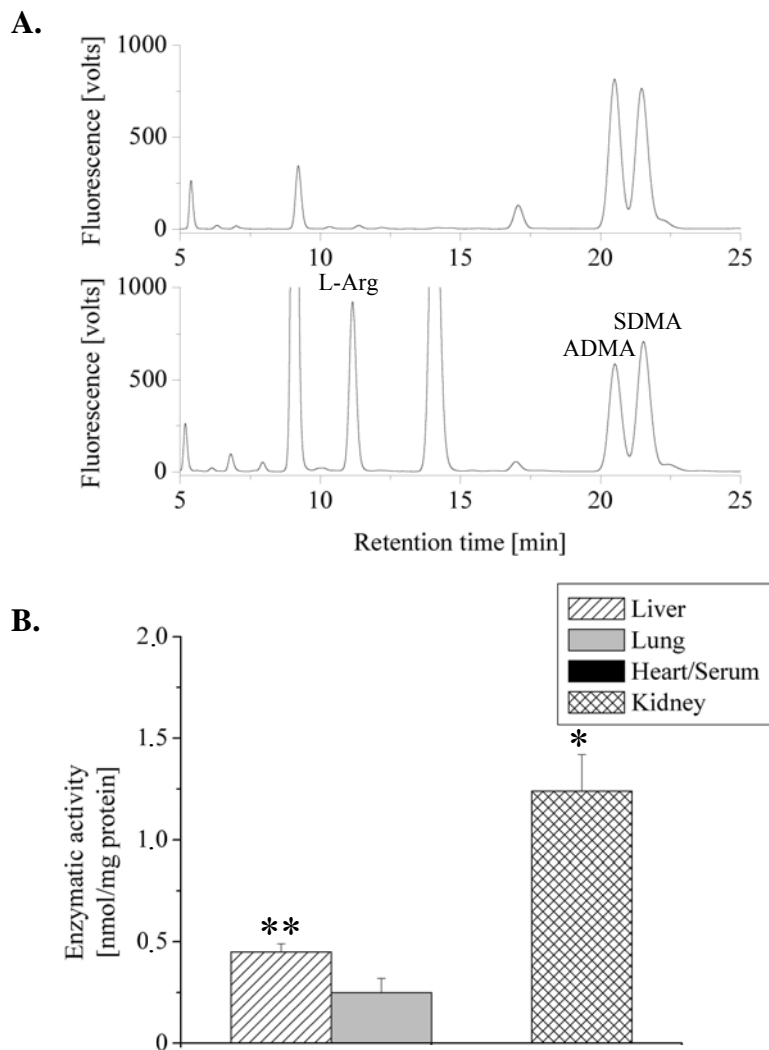 A.
Fluorescence [volts]
1000
500
0
5 10 15 20 25
Fluorescence [volts]
1000
500
0
L-Arg
ADMA
SDMA
5 10 15 20 25
Retention time [min]
B.
Enzymatic activity
[nmol/mg protein]
2.0
1.5
1.0
0.5
0
Liver
Lung
Heart/Serum
Kidney
**
*